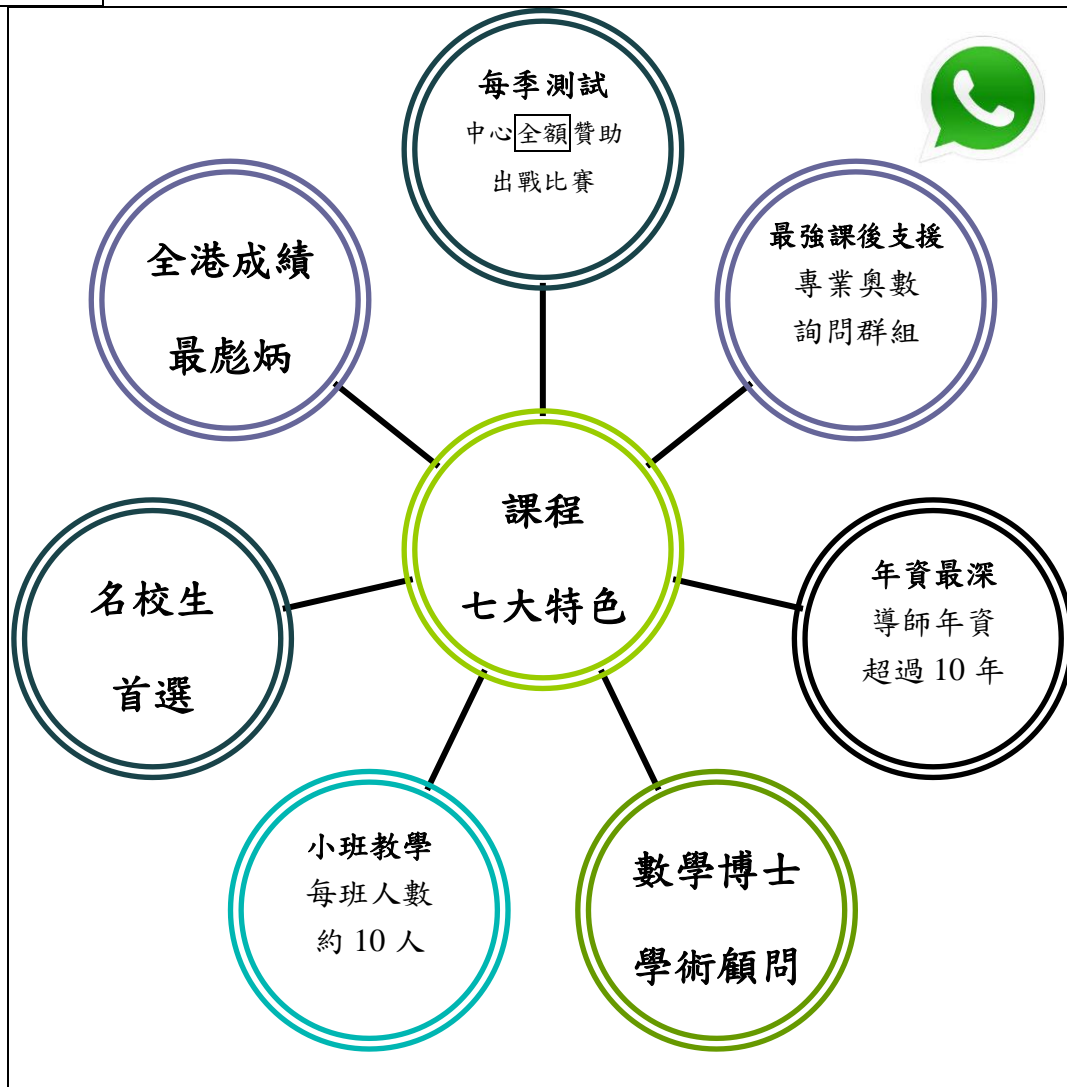 每季測試
中心全額贊助
出戰比賽
最強課後支援
專業奧數
詢問群組
年資最深
導師年資
超過 10 年
數學博士
學術顧問
小班教學
每班人數
約 10 人
名校生
首選
全港成績
最彪炳
課程
七大特色